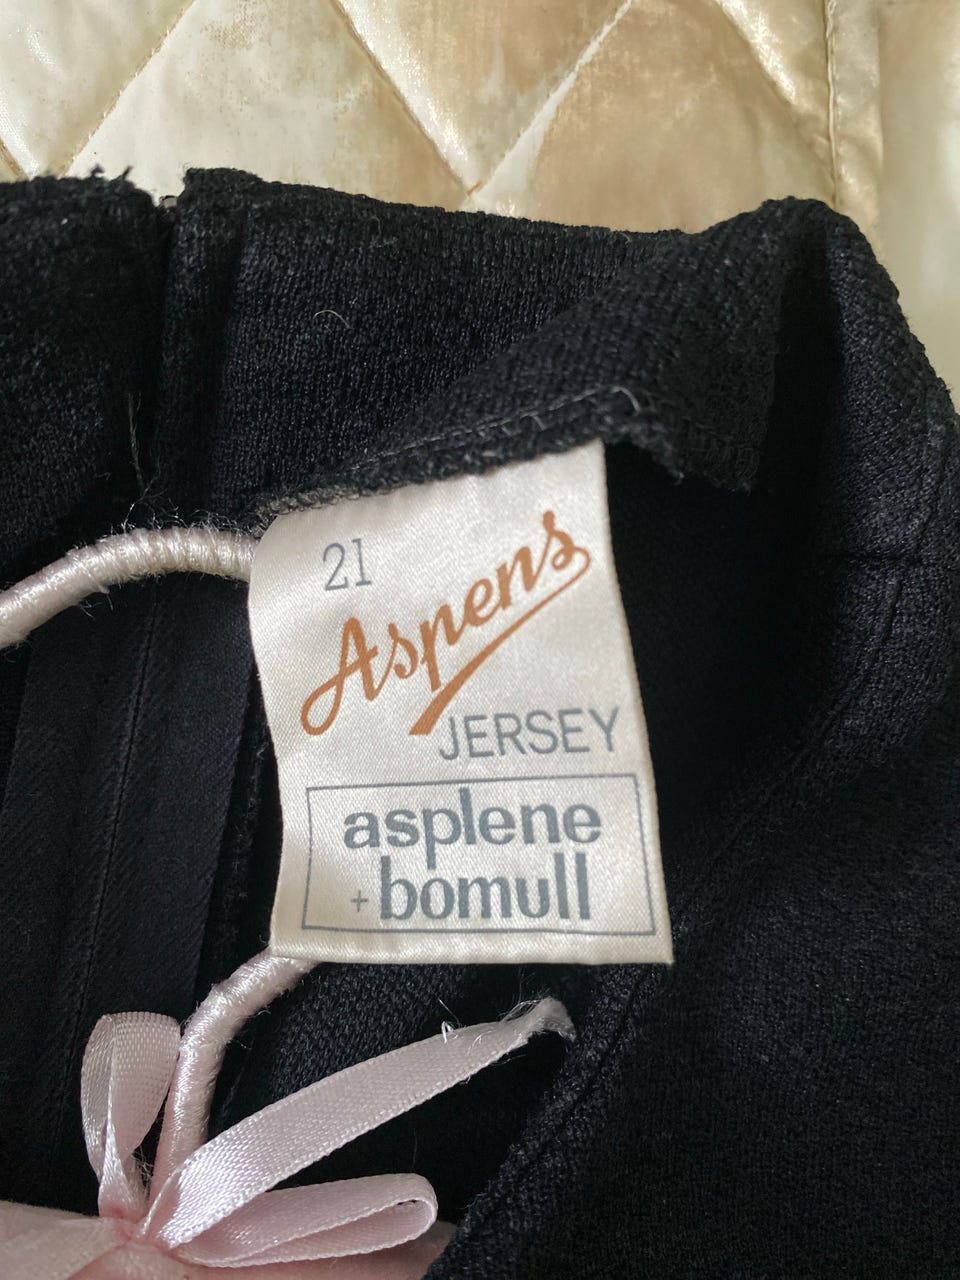 21
Aspens
JERSEY
asplene
+bomull